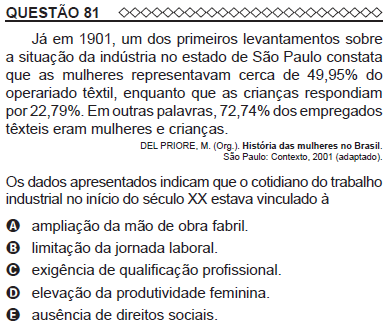 QUESTÃO 81
Já em 1901, um dos primeiros levantamentos sobre
a situação da indústria no estado de São Paulo constata
que as mulheres representavam cerca de 49,95% do
operariado têxtil, enquanto que as crianças respondiam
por 22,79%. Em outras palavras, 72,74% dos empregados
têxteis eram mulheres e crianças.
DEL PRIORE, M. (Org.). História das mulheres no Brasil.
São Paulo: Contexto, 2001 (adaptado).
Os dados apresentados indicam que o cotidiano do trabalho
industrial no início do século XX estava vinculado à
A ampliação da mão de obra fabril.
B limitação da jornada laboral.
C exigência de qualificação profissional.
D elevação da produtividade feminina.
E ausência de direitos sociais.